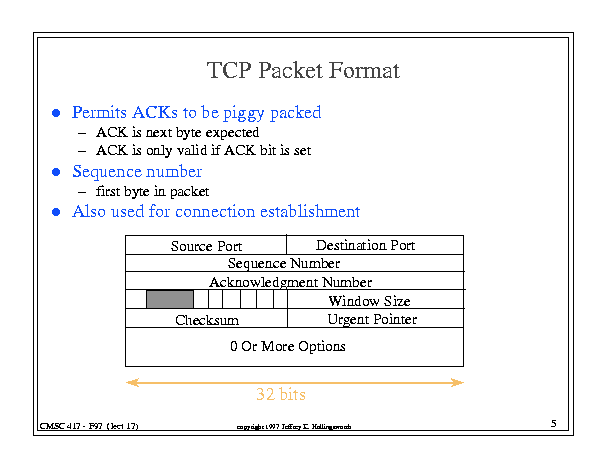 TCP Packet Format
● Permits ACKs to be piggy packed
– ACK is next byte expected
– ACK is only valid if ACK bit is set
● Sequence number
– first byte in packet
● Also used for connection establishment
Source Port Destination Port
Sequence Number
Acknowledgment Number
Window Size
Checksum Urgent Pointer
0 Or More Options
32 bits
CMSC 417 - F97 (lect 17) copyright 1997 Jeffrey K. Hollingsworth 5